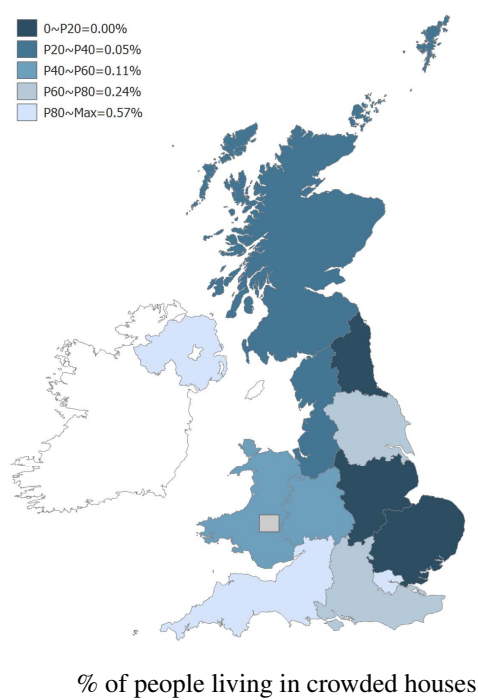 0~P20=0.00%
P20~P40=0.05%
P40~P60=0.11%
P60~P80=0.24%
P80~Max=0.57%
% of people living in crowded houses